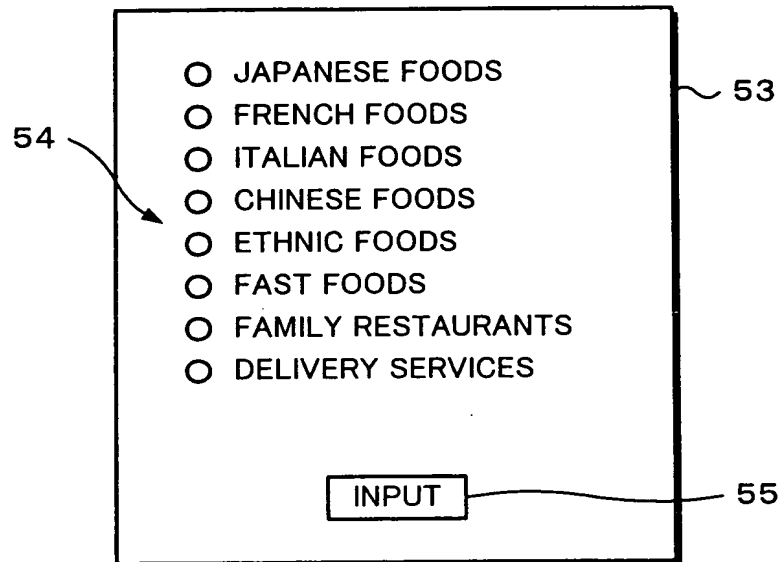 JAPANESE FOODS
FRENCH FOODS
ITALIAN FOODS
CHINESE FOODS
ETHNIC FOODS
FAST FOODS
FAMILY RESTAURANTS
DELIVERY SERVICES
INPUT
53
54
55